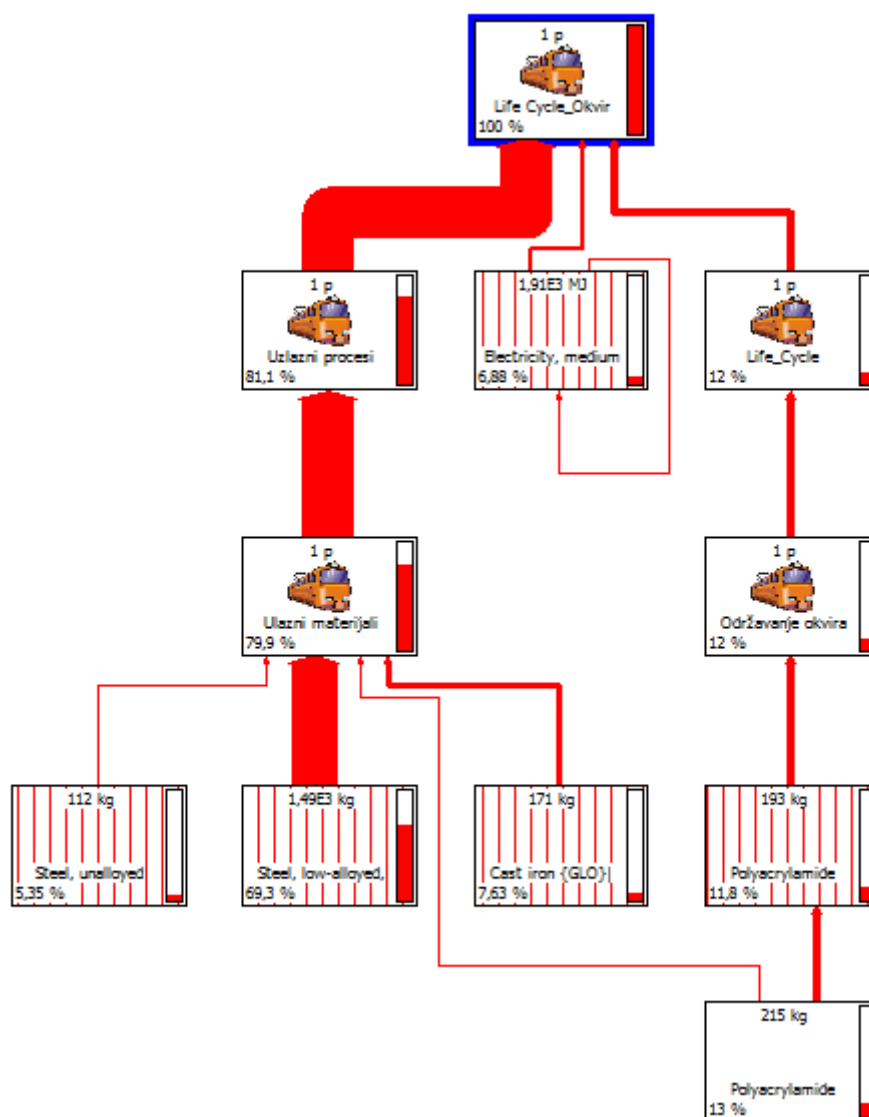 1 p
Life Cycle_Okvir
100 %
1 p
Uzlazni procesi
81,1 %
1,91E3 MJ
Electricity, medium
6,88 %
1 p
Life_Cycle
12 %
1 p
Ulazni materijali
79,9 %
1 p
Održavanje okvira
12 %
112 kg
Steel, unalloyed
5,35 %
1,49E3 kg
Steel, low-alloyed,
69,3 %
171 kg
Cast iron {GLO}|
7,63 %
193 kg
Polyacrylamide
11,8 %
215 kg
Polyacrylamide
13 %